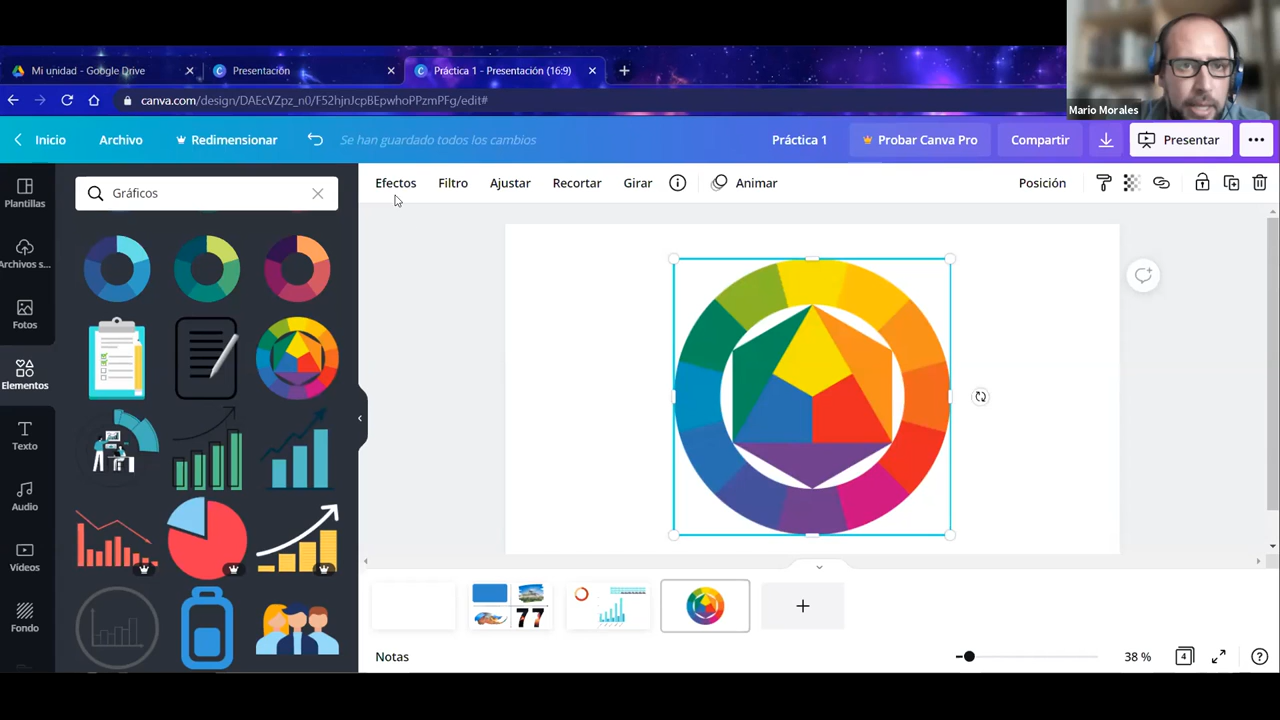 Mi unidad - Google Drive
Presentación
Práctica 1 - Presentación (16:9)
Mario Morales
canva.com/design/DAEcVZpz_n0/F52hjnJcpBEpwhoPPzmPFg/edit#
Inicio
Archivo
Redimensionar
Se han guardado todos los cambios
Práctica 1
Probar Canva Pro
Compartir
Presentar
Plantillas
Gráficos
Efectos
Filtro
Ajustar
Recortar
Girar
Animar
Posición
Archivos s...
Fotos
Elementos
Texto
Audio
Vídeos
Fondo
77
Notas
38 %
4